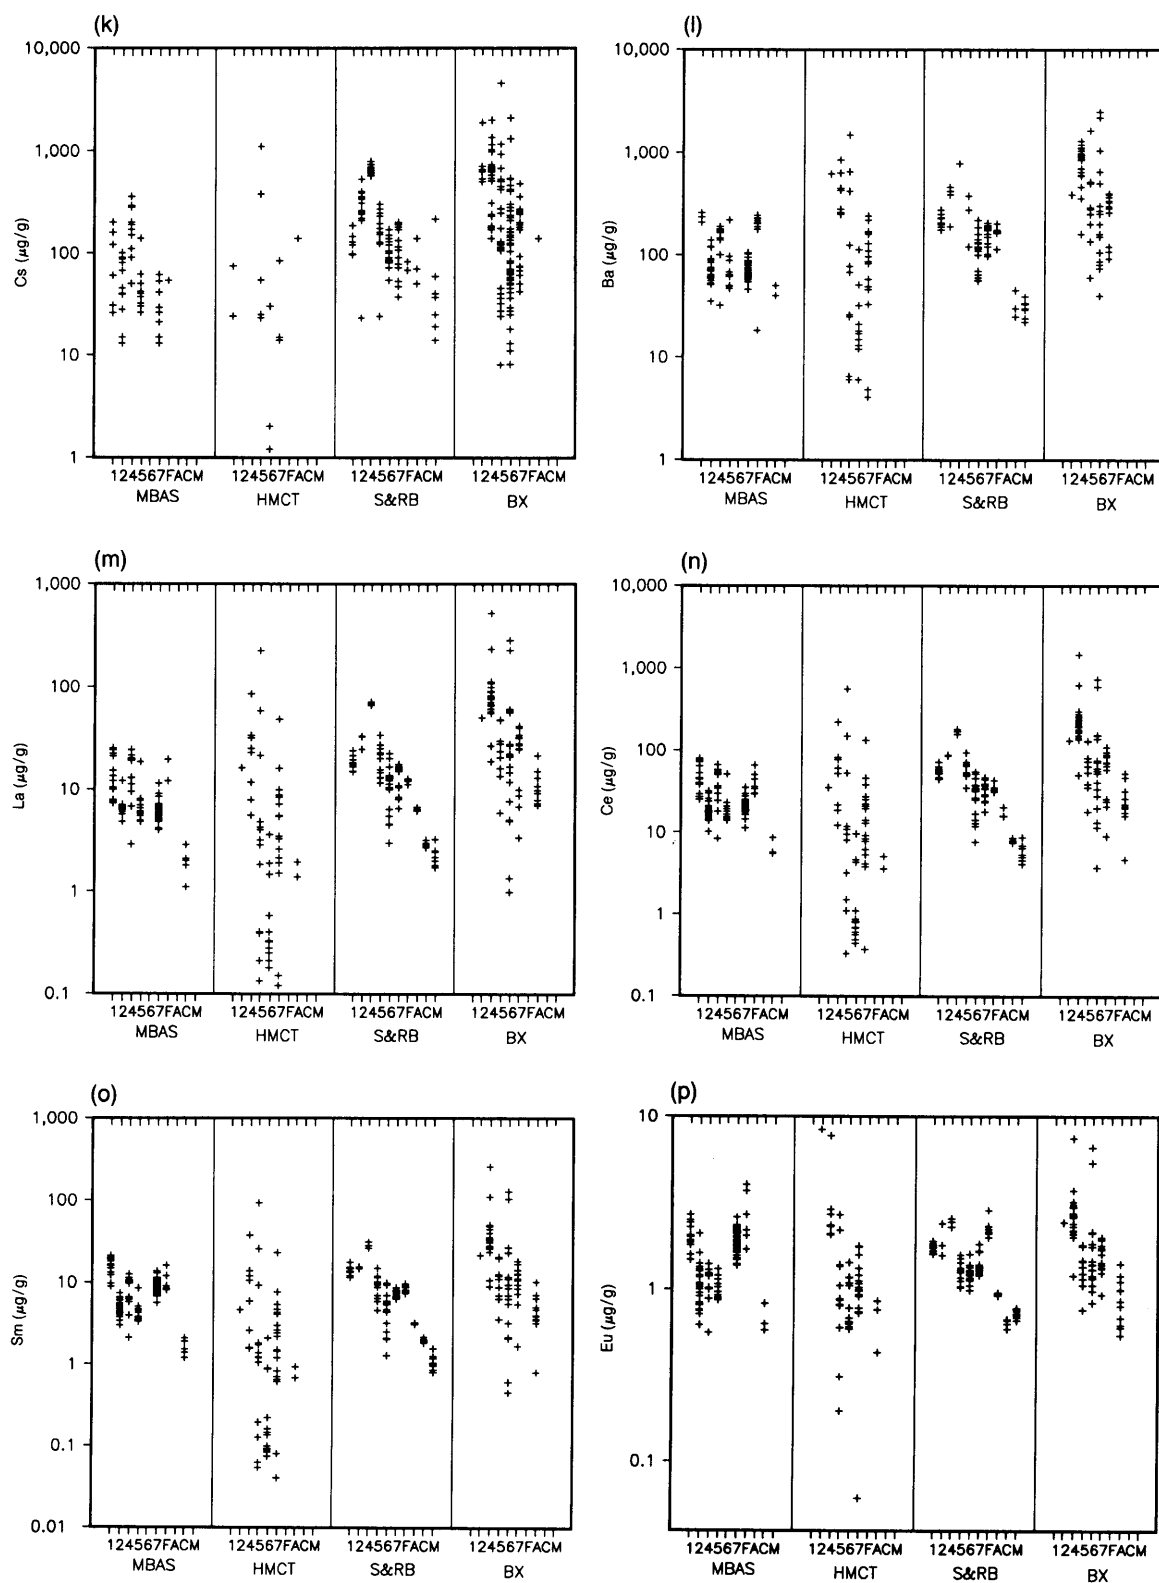 (k)
10,000
1,000
100
10
1
Cs (µg/g)
124567FACM 124567FACM 124567FACM 124567FACM
MBAS HMCT S&RB BX
(l)
10,000
1,000
100
10
1
Ba (µg/g)
124567FACM 124567FACM 124567FACM 124567FACM
MBAS HMCT S&RB BX
(m)
1,000
100
10
1
0.1
La (µg/g)
124567FACM 124567FACM 124567FACM 124567FACM
MBAS HMCT S&RB BX
(n)
10,000
1,000
100
10
1
0.1
Ce (µg/g)
124567FACM 124567FACM 124567FACM 124567FACM
MBAS HMCT S&RB BX
(o)
1,000
100
10
1
0.1
0.01
Sm (µg/g)
124567FACM 124567FACM 124567FACM 124567FACM
MBAS HMCT S&RB BX
(p)
10
1
0.1
Eu (µg/g)
124567FACM 124567FACM 124567FACM 124567FACM
MBAS HMCT S&RB BX